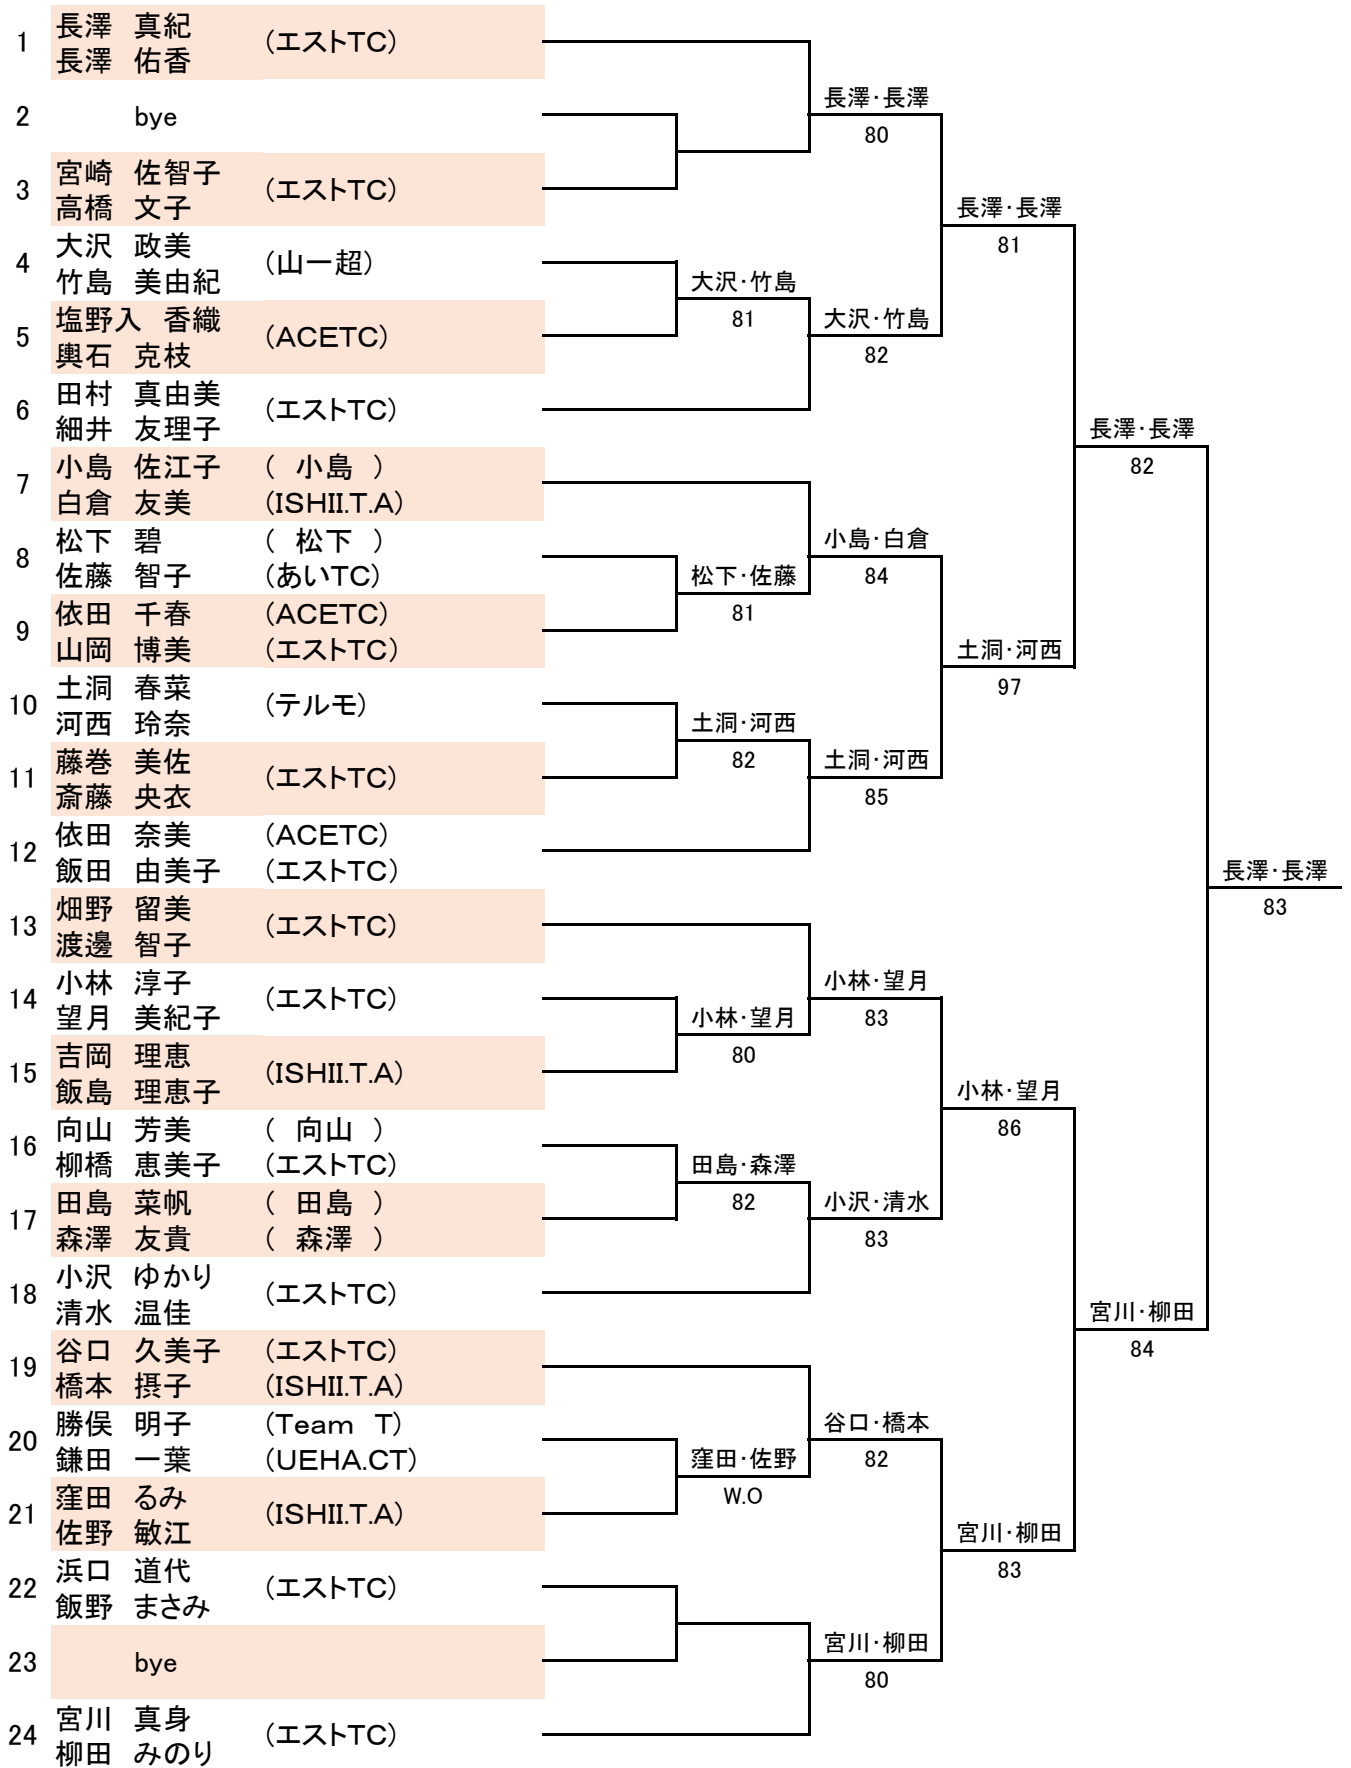 1 長澤 真紀 (エストTC)
長澤 佑香
2 bye
3 宮崎 佐智子 (エストTC)
高橋 文子
4 大沢 政美 (山一超)
竹島 美由紀
5 塩野入 香織 (ACETC)
輿石 克枝
6 田村 真由美 (エストTC)
細井 友理子
7 小島 佐江子 ( 小島 )
白倉 友美 (ISHII.T.A)
8 松下 碧 ( 松下 )
佐藤 智子 (あいTC)
9 依田 千春 (ACETC)
山岡 博美 (エストTC)
10 土洞 春菜 (テルモ)
河西 玲奈
11 藤巻 美佐 (エストTC)
斎藤 央衣
12 依田 奈美 (ACETC)
飯田 由美子 (エストTC)
13 畑野 留美 (エストTC)
渡邊 智子
14 小林 淳子 (エストTC)
望月 美紀子
15 吉岡 理恵 (ISHII.T.A)
飯島 理恵子
16 向山 芳美 ( 向山 )
柳橋 恵美子 (エストTC)
17 田島 菜帆 ( 田島 )
森澤 友貴 ( 森澤 )
18 小沢 ゆかり (エストTC)
清水 温佳
19 谷口 久美子 (エストTC)
橋本 摂子 (ISHII.T.A)
20 勝俣 明子 (Team T)
鎌田 一葉 (UEHA.CT)
21 窪田 るみ (ISHII.T.A)
佐野 敏江
22 浜口 道代 (エストTC)
飯野 まさみ
23 bye
24 宮川 真身 (エストTC)
柳田 みのり
大沢・竹島
81
松下・佐藤
81
土洞・河西
82
小林・望月
80
田島・森澤
82
窪田・佐野
W.O
長澤・長澤
80
大沢・竹島
82
小島・白倉
84
土洞・河西
85
小林・望月
83
小沢・清水
83
谷口・橋本
82
宮川・柳田
80
長澤・長澤
81
土洞・河西
97
小林・望月
86
宮川・柳田
83
長澤・長澤
82
宮川・柳田
84
長澤・長澤
83